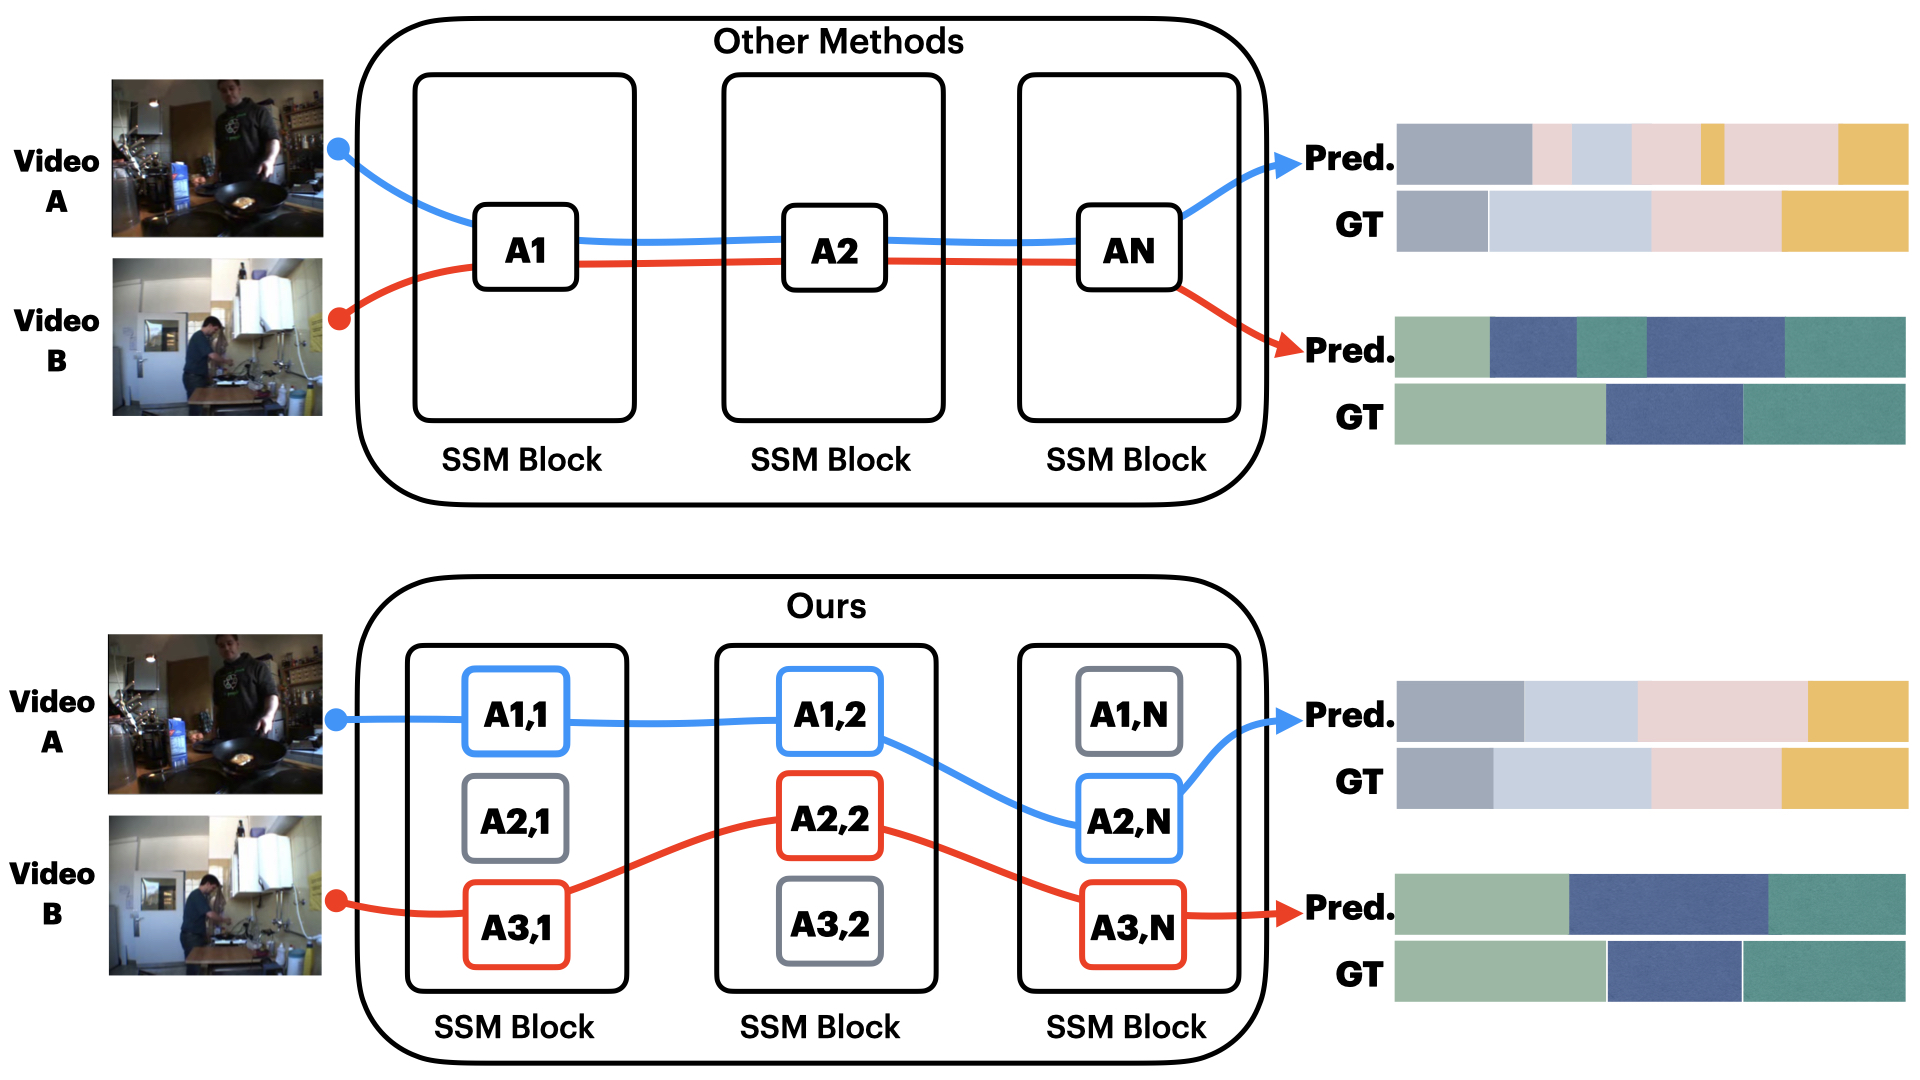 Other Methods
Video
A
Video
B
A1
A2
AN
SSM Block
SSM Block
SSM Block
Pred.
GT
Pred.
GT
Ours
Video
A
Video
B
A1,1
A1,2
A1,N
A2,1
A2,2
A2,N
A3,1
A3,2
A3,N
SSM Block
SSM Block
SSM Block
Pred.
GT
Pred.
GT